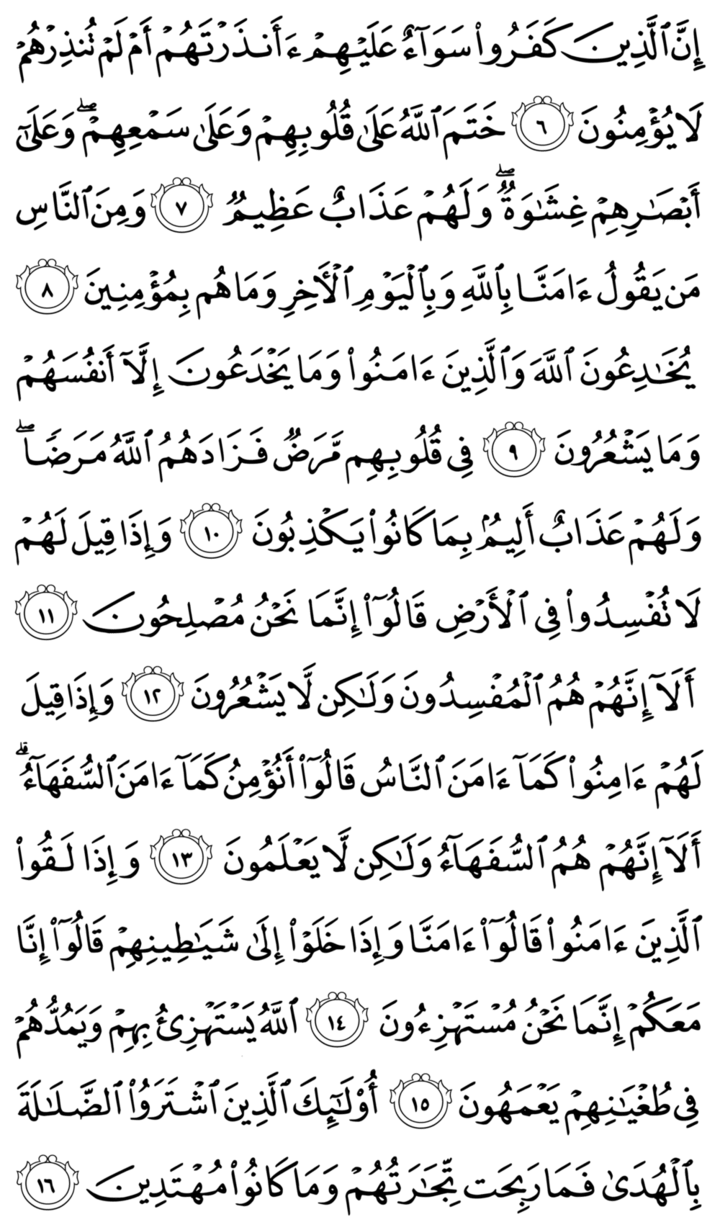 إِنَّ ٱلَّذِينَ كَفَرُوا۟ سَوَآءٌ عَلَيْهِمْ ءَأَنذَرْتَهُمْ أَمْ لَمْ تُنذِرْهُمْ
لَا يُؤْمِنُونَ ٦ خَتَمَ ٱللَّهُ عَلَىٰ قُلُوبِهِمْ وَعَلَىٰ سَمْعِهِمْ ۖ وَعَلَىٰٓ
أَبْصَـٰرِهِمْ غِشَـٰوَةٌ ۖ وَلَهُمْ عَذَابٌ عَظِيمٌ ٧ وَمِنَ ٱلنَّاسِ
مَن يَقُولُ ءَامَنَّا بِٱللَّهِ وَبِٱلْيَوْمِ ٱلْـَٔاخِرِ وَمَا هُم بِمُؤْمِنِينَ ٨
يُخَـٰدِعُونَ ٱللَّهَ وَٱلَّذِينَ ءَامَنُوا۟ وَمَا يَخْدَعُونَ إِلَّآ أَنفُسَهُمْ
وَمَا يَشْعُرُونَ ٩ فِى قُلُوبِهِم مَّرَضٌ فَزَادَهُمُ ٱللَّهُ مَرَضًا ۖ
وَلَهُمْ عَذَابٌ أَلِيمٌۢ بِمَا كَانُوا۟ يَكْذِبُونَ ١٠ وَإِذَا قِيلَ لَهُمْ
لَا تُفْسِدُوا۟ فِى ٱلْأَرْضِ قَالُوٓا۟ إِنَّمَا نَحْنُ مُصْلِحُونَ ١١
أَلَآ إِنَّهُمْ هُمُ ٱلْمُفْسِدُونَ وَلَـٰكِن لَّا يَشْعُرُونَ ١٢ وَإِذَا قِيلَ
لَهُمْ ءَامِنُوا۟ كَمَآ ءَامَنَ ٱلنَّاسُ قَالُوٓا۟ أَنُؤْمِنُ كَمَآ ءَامَنَ ٱلسُّفَهَآءُ ۗ
أَلَآ إِنَّهُمْ هُمُ ٱلسُّفَهَآءُ وَلَـٰكِن لَّا يَعْلَمُونَ ١٣ وَإِذَا لَقُوا۟
ٱلَّذِينَ ءَامَنُوا۟ قَالُوٓا۟ ءَامَنَّا وَإِذَا خَلَوْا۟ إِلَىٰ شَيَـٰطِينِهِمْ قَالُوٓا۟ إِنَّا
مَعَكُمْ إِنَّمَا نَحْنُ مُسْتَهْزِءُونَ ١٤ ٱللَّهُ يَسْتَهْزِئُ بِهِمْ وَيَمُدُّهُمْ
فِى طُغْيَـٰنِهِمْ يَعْمَهُونَ ١٥ أُو۟لَـٰٓئِكَ ٱلَّذِينَ ٱشْتَرَوُا۟ ٱلضَّلَـٰلَةَ
بِٱلْهُدَىٰ فَمَا رَبِحَت تِّجَـٰرَتُهُمْ وَمَا كَانُوا۟ مُهْتَدِينَ ١٦